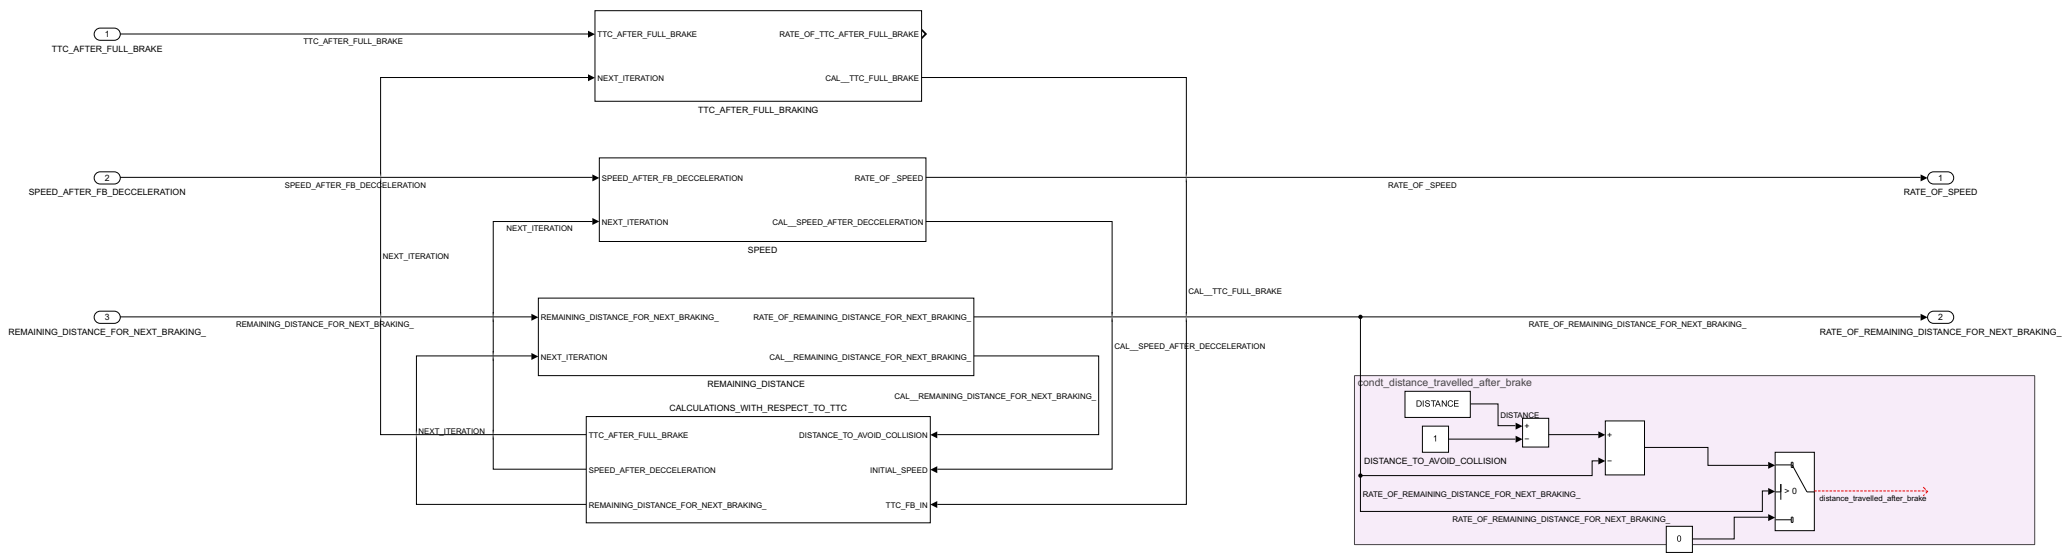 1
TTC_AFTER_FULL_BRAKE
TTC_AFTER_FULL_BRAKE
TTC_AFTER_FULL_BRAKE
RATE_OF_TTC_AFTER_FULL_BRAKE
NEXT_ITERATION
CAL__TTC_FULL_BRAKE
TTC_AFTER_FULL_BRAKING
2
SPEED_AFTER_FB_DECCELERATION
SPEED_AFTER_FB_DECCELERATION
SPEED_AFTER_FB_DECCELERATION
RATE_OF _SPEED
NEXT_ITERATION
NEXT_ITERATION
CAL__SPEED_AFTER_DECCELERATION
SPEED
RATE_OF _SPEED
1
RATE_OF_SPEED
NEXT_ITERATION
CAL__TTC_FULL_BRAKE
3
REMAINING_DISTANCE_FOR_NEXT_BRAKING_
REMAINING_DISTANCE_FOR_NEXT_BRAKING_
REMAINING_DISTANCE_FOR_NEXT_BRAKING_
RATE_OF_REMAINING_DISTANCE_FOR_NEXT_BRAKING_
NEXT_ITERATION
CAL__REMAINING_DISTANCE_FOR_NEXT_BRAKING_
REMAINING_DISTANCE
RATE_OF_REMAINING_DISTANCE_FOR_NEXT_BRAKING_
2
RATE_OF_REMAINING_DISTANCE_FOR_NEXT_BRAKING_
CAL__SPEED_AFTER_DECCELERATION
CAL__REMAINING_DISTANCE_FOR_NEXT_BRAKING_
CALCULATIONS_WITH_RESPECT_TO_TTC
NEXT_ITERATION
TTC_AFTER_FULL_BRAKE
DISTANCE_TO_AVOID_COLLISION
SPEED_AFTER_DECCELERATION
INITIAL_SPEED
REMAINING_DISTANCE_FOR_NEXT_BRAKING_
TTC_FB_IN
condt_distance_travelled_after_brake
DISTANCE
DISTANCE
+
−
1
DISTANCE_TO_AVOID_COLLISION
+
−
RATE_OF_REMAINING_DISTANCE_FOR_NEXT_BRAKING_
> 0
distance_travelled_after_brake
RATE_OF_REMAINING_DISTANCE_FOR_NEXT_BRAKING_
0